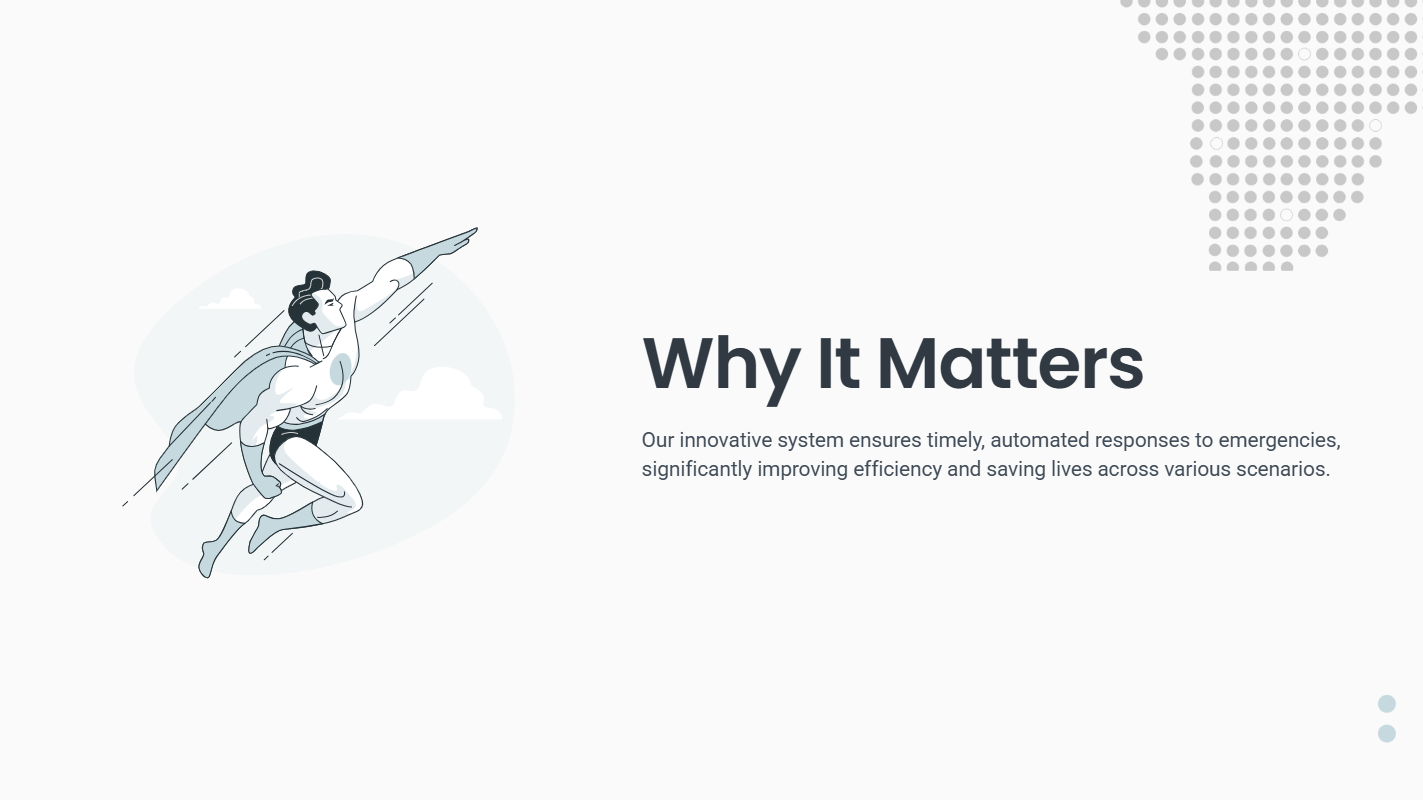 Why It Matters
Our innovative system ensures timely, automated responses to emergencies,
significantly improving efficiency and saving lives across various scenarios.